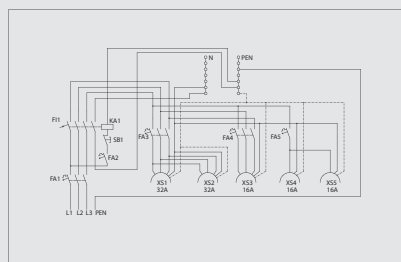 N PEN
FI1 KA1
SB1
FA3 FA4 FA5
FA2
FA1
XS1 XS2 XS3 XS4 XS5
32A 32A 16A 16A 16A
L1 L2 L3 PEN